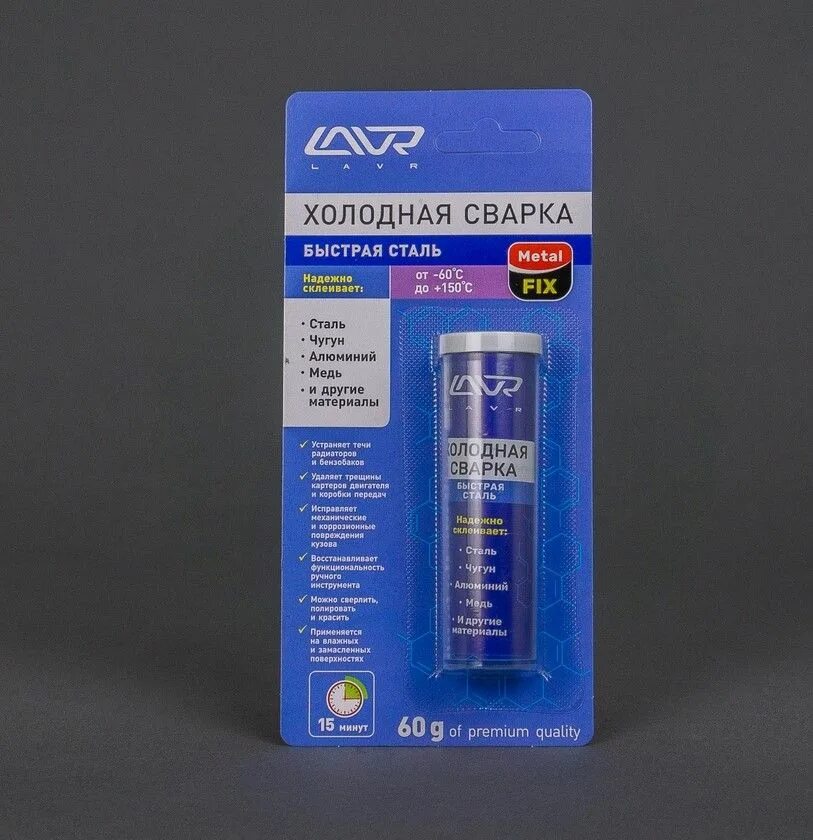 LAVR
LAVR
ХОЛОДНАЯ СВАРКА
БЫСТРАЯ СТАЛЬ
Metal
FIX
Надежно
склеивает:
от -60°С
до +150°С
• Сталь
• Чугун
• Алюминий
• Медь
• и другие
материалы
✓ Устраняет течи
радиаторов
и бензобаков
✓ Удаляет трещины
картеров двигателя
и коробки передач
✓ Исправляет
механические
и коррозионные
повреждения
кузова
✓ Восстанавливает
функциональность
ручного
инструмента
✓ Можно сверлить,
полировать
и красить
✓ Применяется
на влажных
и замасленных
поверхностях
15 минут
60g of premium quality
LAVR
LAVR
ХОЛОДНАЯ
СВАРКА
БЫСТРАЯ
СТАЛЬ
Надежно
склеивает:
• Сталь
• Чугун
• Алюминий
• Медь
• И другие
материалы